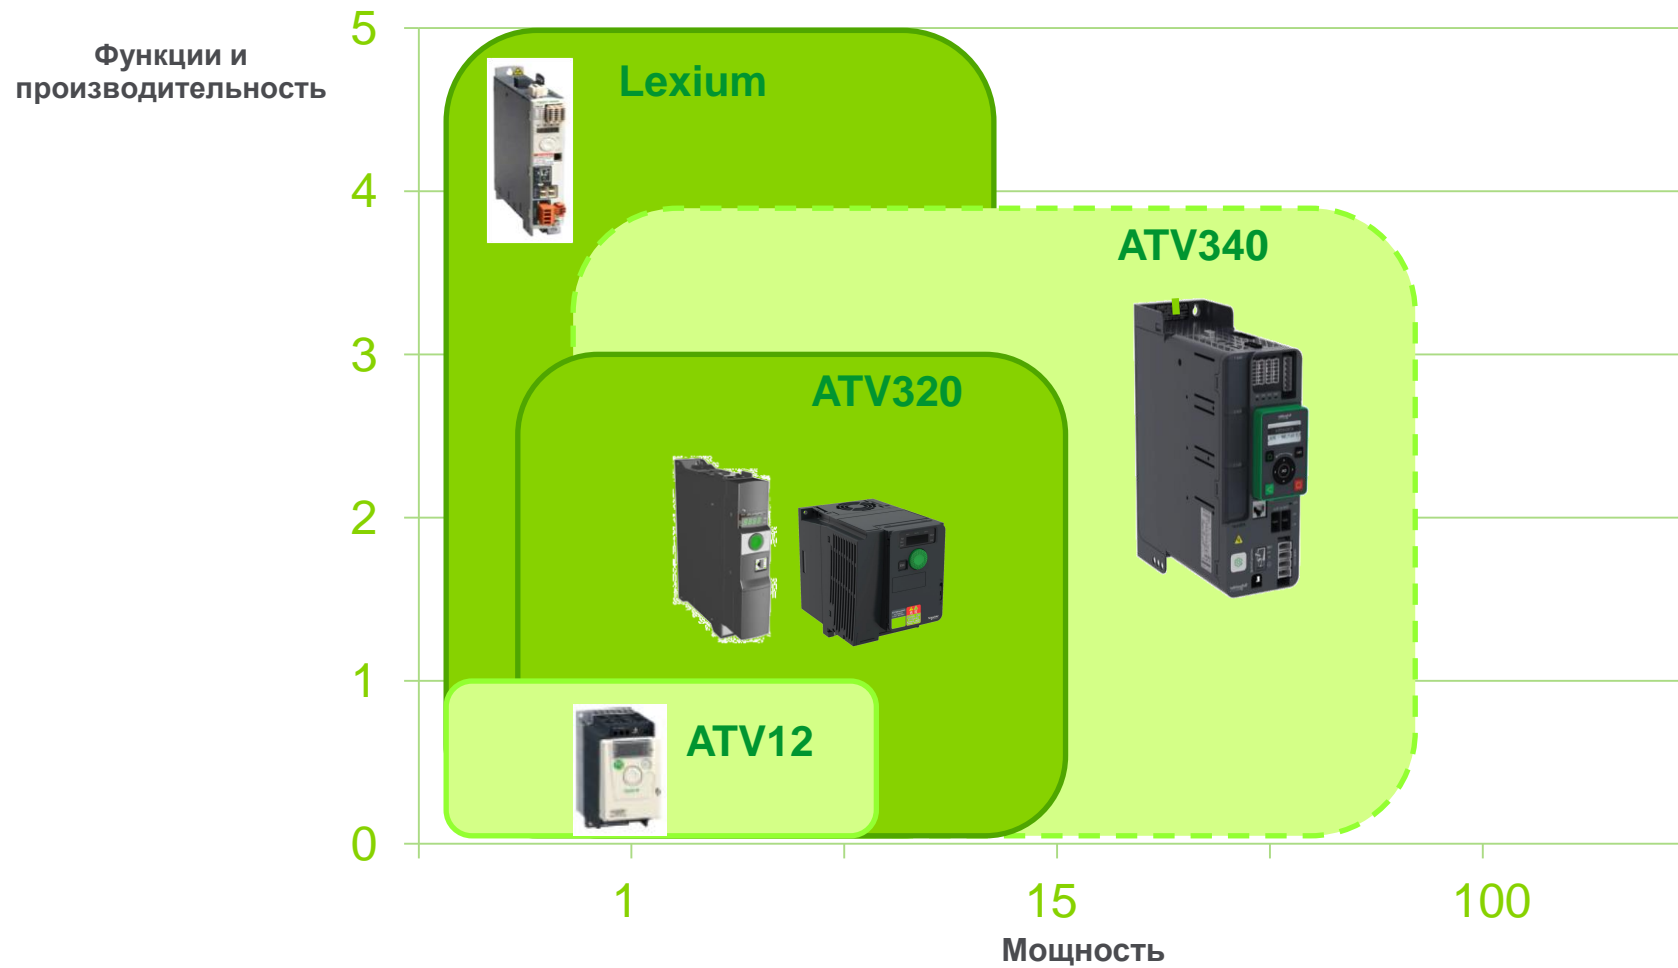 Функции и
производительность
5
Lexium
4
ATV340
3
ATV320
2
1
ATV12
0
1
15
100
Мощность